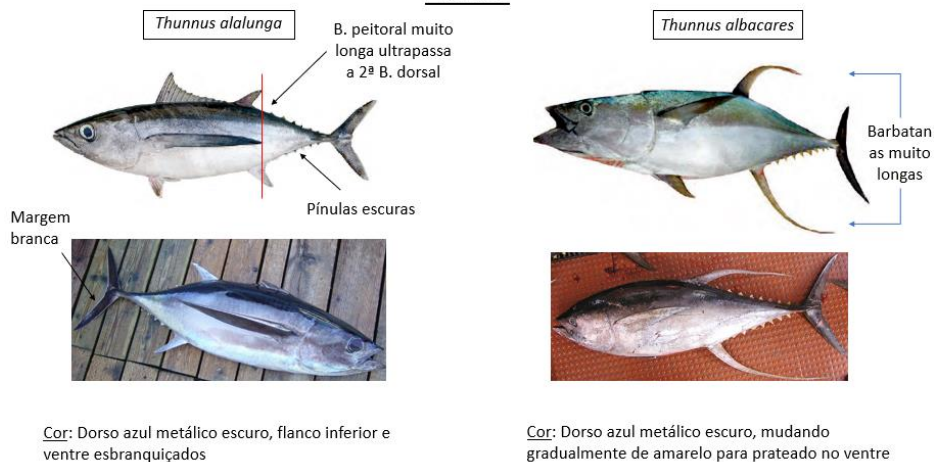 Thunnus alalunga
B. peitoral muito
longa ultrapassa
a 2ª B. dorsal
Pínulas escuras
Margem
branca
Cor: Dorso azul metálico escuro, flanco inferior e
ventre esbranquiçados
Thunnus albacares
Barbatan
as muito
longas
Cor: Dorso azul metálico escuro, mudando
gradualmente de amarelo para prateado no ventre